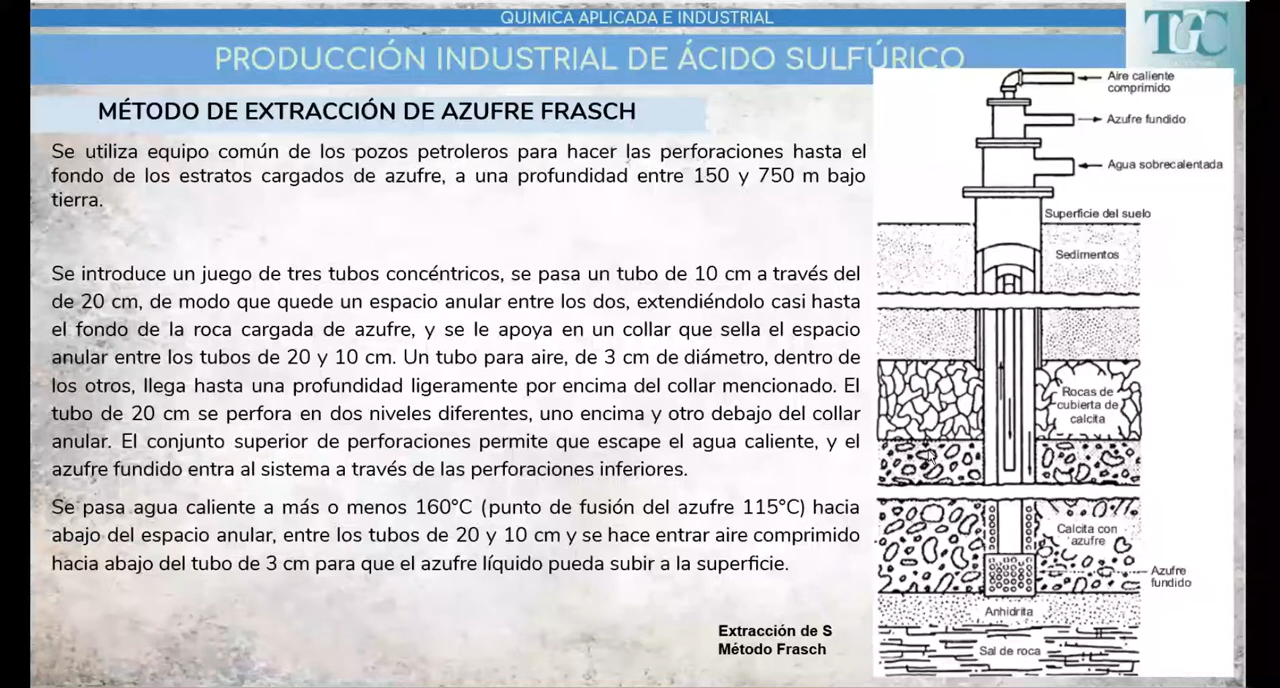 QUIMICA APLICADA E INDUSTRIAL
TGC
PRODUCCIÓN INDUSTRIAL DE ÁCIDO SULFÚRICO
MÉTODO DE EXTRACCIÓN DE AZUFRE FRASCH
Se utiliza equipo común de los pozos petroleros para hacer las perforaciones hasta el
fondo de los estratos cargados de azufre, a una profundidad entre 150 y 750 m bajo
tierra.
Se introduce un juego de tres tubos concéntricos, se pasa un tubo de 10 cm a través del
de 20 cm, de modo que quede un espacio anular entre los dos, extendiéndolo casi hasta
el fondo de la roca cargada de azufre, y se le apoya en un collar que sella el espacio
anular entre los tubos de 20 y 10 cm. Un tubo para aire, de 3 cm de diámetro, dentro de
los otros, llega hasta una profundidad ligeramente por encima del collar mencionado. El
tubo de 20 cm se perfora en dos niveles diferentes, uno encima y otro debajo del collar
anular. El conjunto superior de perforaciones permite que escape el agua caliente, y el
azufre fundido entra al sistema a través de las perforaciones inferiores.
Se pasa agua caliente a más o menos 160°C (punto de fusión del azufre 115°C) hacia
abajo del espacio anular, entre los tubos de 20 y 10 cm y se hace entrar aire comprimido
hacia abajo del tubo de 3 cm para que el azufre líquido pueda subir a la superficie.
Extracción de S
Método Frasch
Aire caliente
comprimido
Azufre fundido
Agua sobrecalentada
Superficie del suelo
Sedimentos
Rocas de
cubierta de
calcita
Calcita con
azufre
Azufre
fundido
Anhidrita
Sal de roca